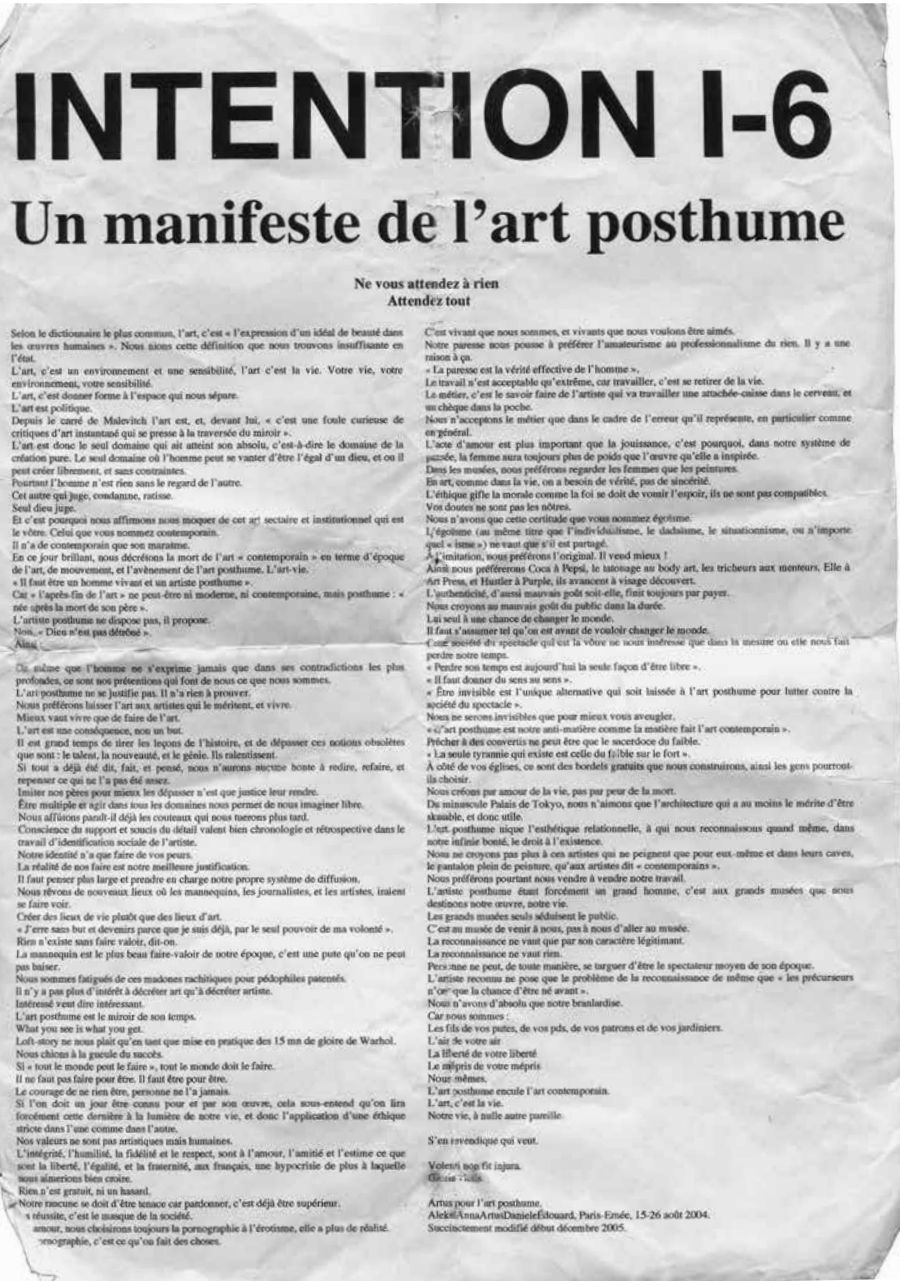 INTENTION I-6
Un manifeste de l'art posthume
Ne vous attendez à rien
Attendez tout
Selon le dictionnaire le plus commun, l'art, c'est « l'expression d'un idéal de beauté dans
les œuvres humaines ». Nous nions cette définition que nous trouvons insuffisante en
l'état.
L'art, c'est un environnement et une sensibilité, l'art c'est la vie. Votre vie, votre
environnement, votre sensibilité.
L'art, c'est donner forme à l'espace qui nous sépare.
L'art est politique.
Depuis le carré de Malevitch l'art est, et, devant lui, « c'est une foule curieuse de
critiques d'art instantané qui se presse à la traversée du miroir ».
L'art est donc le seul domaine qui ait atteint son absolu, c'est-à-dire le domaine de la
création pure. Le seul domaine où l'homme peut se vanter d'être l'égal d'un dieu, et ou il
peut créer librement, et sans contraintes.
Pourtant l'homme n'est rien sans le regard de l'autre.
Cet autre qui juge, condamne, ratisse.
Seul dieu juge.
Et c'est pourquoi nous affirmons nous moquer de cet art sectaire et institutionnel qui est
le vôtre. Celui que vous nommez contemporain.
Il n'a de contemporain que son marasme.
En ce jour brillant, nous décrétons la mort de l'art « contemporain » en terme d'époque
de l'art, de mouvement, et l'avènement de l'art posthume. L'art-vie.
« Il faut être un homme vivant et un artiste posthume ».
Car « l'après-fin de l'art » ne peut-être ni moderne, ni contemporaine, mais posthume : «
née après la mort de son père ».
L'artiste posthume ne dispose pas, il propose.
Non, « Dieu n'est pas détrôné ».
Ainsi
De même que l'homme ne s'exprime jamais que dans ses contradictions les plus
profondes, ce sont nos prétentions qui font de nous ce que nous sommes.
L'art posthume ne se justifie pas. Il n'a rien à prouver.
Nous préférons laisser l'art aux artistes qui le méritent, et vivre.
Mieux vaut vivre que de faire de l'art.
L'art est une conséquence, non un but.
Il est grand temps de tirer les leçons de l'histoire, et de dépasser ces notions obsolètes
que sont : le talent, la nouveauté, et le génie. Ils ralentissent.
Si tout a déjà été dit, fait, et pensé, nous n'aurons aucune honte à redire, refaire, et
repenser ce qui ne l'a pas été assez.
Imiter nos pères pour mieux les dépasser n'est que justice leur rendre.
Être multiple et agir dans tous les domaines nous permet de nous imaginer libre.
Nous affûtons paraît-il déjà les couteaux qui nous tuerons plus tard.
Conscience du support et soucis du détail valent bien chronologie et rétrospective dans le
travail d'identification sociale de l'artiste.
Notre identité n'a que faire de vos peurs.
La réalité de nos faire est notre meilleure justification.
Il faut penser plus large et prendre en charge notre propre système de diffusion.
Nous rêvons de nouveaux lieux où les mannequins, les journalistes, et les artistes, iraient
se faire voir.
Créer des lieux de vie plutôt que des lieux d'art.
« J'erre sans but et deviens parce que je suis déjà, par le seul pouvoir de ma volonté ».
Rien n'existe sans faire valoir, dit-on.
La mannequin est le plus beau faire-valoir de notre époque, c'est une pute qu'on ne peut
pas baiser.
Nous sommes fatigués de ces madones rachitiques pour pédophiles patentés.
Il n'y a pas plus d'intérêt à décréter art qu'à décréter artiste.
Intéressé veut dire intéressant.
L'art posthume est le miroir de son temps.
What you see is what you get.
Loft-story ne nous plaît qu'en tant que mise en pratique des 15 mn de gloire de Warhol.
Nous chions à la gueule du succès.
Si « tout le monde peut le faire », tout le monde doit le faire.
Il ne faut pas faire pour être. Il faut être pour être.
Le courage de ne rien être, personne ne l'a jamais.
Si l'on doit un jour être connu pour et par son œuvre, cela sous-entend qu'on lira
forcément cette dernière à la lumière de notre vie, et donc l'application d'une éthique
stricte dans l'une comme dans l'autre.
Nos valeurs ne sont pas artistiques mais humaines.
L'intégrité, l'humilité, la fidélité et le respect, sont à l'amour, l'amitié et l'estime ce que
sont la liberté, l'égalité, et la fraternité, aux français, une hypocrisie de plus à laquelle
nous aimerions bien croire.
Rien n'est gratuit, ni un hasard.
Notre rancune se doit d'être tenace car pardonner, c'est déjà être supérieur.
réussite, c'est le masque de la société.
amour, nous choisirons toujours la pornographie à l'érotisme, elle a plus de réalité.
c'est ce qu'on fait des choses.
C'est vivant que nous sommes, et vivants que nous voulons être aimés.
Notre paresse nous pousse à préférer l'amateurisme au professionnalisme du rien. Il y a une
raison à ça.
« La paresse est la vérité effective de l'homme ».
Le travail n'est acceptable qu'extrême, car travailler, c'est se retirer de la vie.
Le métier, c'est le savoir faire de l'artiste qui va travailler une attachée-caisse dans le cerveau, et
un chèque dans la poche.
Nous n'acceptons le métier que dans le cadre de l'erreur qu'il représente, en particulier comme
en général.
L'acte d'amour est plus important que la jouissance, c'est pourquoi, dans notre système de
pensée, la femme aura toujours plus de poids que l'œuvre qu'elle a inspirée.
Dans les musées, nous préférons regarder les femmes que les peintures.
En art, comme dans la vie, on a besoin de vérité, pas de sincérité.
L'éthique gifle la morale comme la foi se doit de vomir l'espoir, ils ne sont pas compatibles.
Vos doutes ne sont pas les nôtres.
Nous n'avons que cette certitude que vous nommez égoïsme.
L'égoïsme (au même titre que l'individualisme, le dadaïsme, le situationnisme, ou n'importe
quel « isme ») ne vaut que s'il est partagé.
À l'imitation, nous préférons l'original. Il vend mieux !
Ainsi nous préférerons Coca à Pepsi, le tatouage au body art, les tricheurs aux menteurs, Elle à
Art Press, et Hustler à Purple, ils avancent à visage découvert.
L'authenticité, d'aussi mauvais goût soit-elle, finit toujours par payer.
Nous croyons au mauvais goût du public dans la durée.
Lui seul à une chance de changer le monde.
Il faut s'assumer tel qu'on est avant de vouloir changer le monde.
Cette société du spectacle qui est la vôtre ne nous intéresse que dans la mesure ou elle nous fait
perdre notre temps.
« Perdre son temps est aujourd'hui la seule façon d'être libre ».
« Il faut donner du sens au sens ».
« Être invisible est l'unique alternative qui soit laissée à l'art posthume pour lutter contre la
société du spectacle ».
Nous ne serons invisibles que pour mieux vous aveugler.
« L'art posthume est notre anti-matière comme la matière fait l'art contemporain ».
Prêcher à des convertis ne peut être que le sacerdoce du faible.
« La seule tyrannie qui existe est celle du faible sur le fort ».
À côté de vos églises, ce sont des bordels gratuits que nous construirons, ainsi les gens pourront-
ils choisir.
Nous créons par amour de la vie, pas par peur de la mort.
Du minuscule Palais de Tokyo, nous n'aimons que l'architecture qui a au moins le mérite d'être
skatable, et donc utile.
L'art posthume nique l'esthétique relationnelle, à qui nous reconnaissons quand même, dans
notre infinie bonté, le droit à l'existence.
Nous ne croyons pas plus à ces artistes qui ne peignent que pour eux-même et dans leurs caves,
le pantalon plein de peinture, qu'aux artistes dit « contemporains ».
Nous préférons pourtant nous vendre à vendre notre travail.
L'artiste posthume étant forcément un grand homme, c'est aux grands musées que nous
destinons notre œuvre, notre vie.
Les grands musées seuls séduisent le public.
C'est au musée de venir à nous, pas à nous d'aller au musée.
La reconnaissance ne vaut que par son caractère légitimant.
La reconnaissance ne vaut rien.
Personne ne peut, de toute manière, se targuer d'être le spectateur moyen de son époque.
L'artiste reconnu ne pose que le problème de la reconnaissance de même que « les précurseurs
n'ont que la chance d'être né avant ».
Nous n'avons d'absolu que notre branlardise.
Car nous sommes :
Les fils de vos putes, de vos pds, de vos patrons et de vos jardiniers.
L'air de votre air
La liberté de votre liberté
Le mépris de votre mépris
Nous-mêmes.
L'art posthume encule l'art contemporain.
L'art, c'est la vie.
Notre vie, à nulle autre pareille
S'en revendique qui veut.
Volenti non fit injura.
Artus pour l'art posthume.
AleksiAnnaArtusDanieleÉdouard, Paris-Ernée, 15-26 août 2004.
Succinctement modifié début décembre 2005.